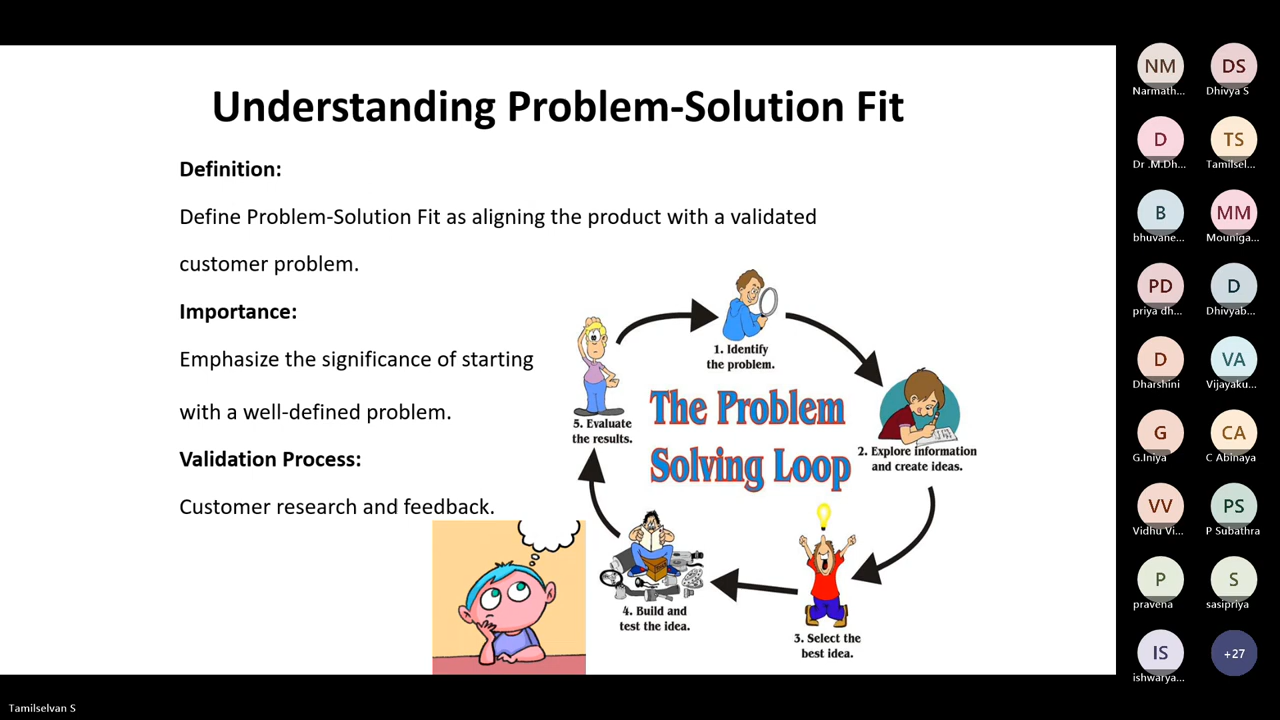 Understanding Problem-Solution Fit
Definition:
Define Problem-Solution Fit as aligning the product with a validated
customer problem.
Importance:
Emphasize the significance of starting
with a well-defined problem.
Validation Process:
Customer research and feedback.
The Problem
Solving Loop
1. Identify
the problem.
2. Explore information
and create ideas.
3. Select the
best idea.
4. Build and
test the idea.
5. Evaluate
the results.
NM
Narmath...
DS
Dhivya S
D
Dr .M.Dh...
TS
Tamilsel...
B
bhuvane...
MM
Mouniga...
PD
priya dh...
D
Dhivyab...
D
Dharshini
VA
Vijayaku...
G
G.Iniya
CA
C Abinaya
VV
Vidhu Vi...
PS
P Subathra
P
pravena
S
sasipriya
IS
ishwarya...
+27
Tamilselvan S